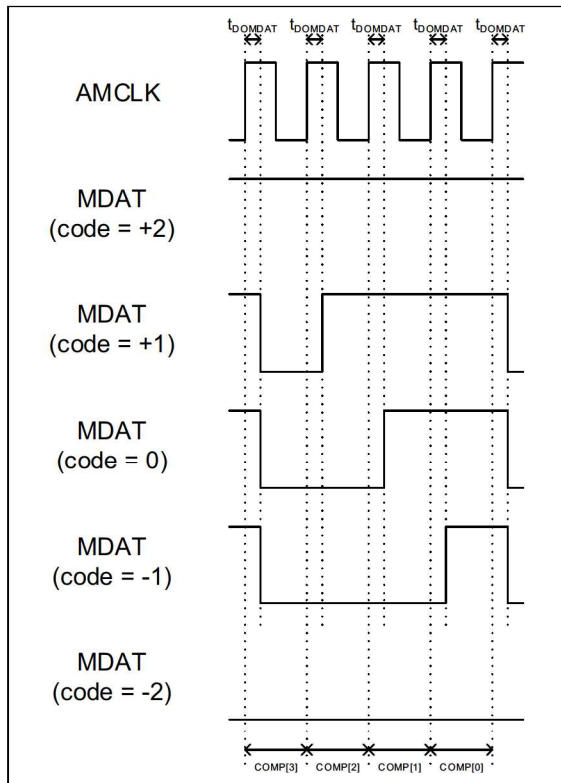 tDOMDAT tDOMDAT tDOMDAT tDOMDAT tDOMDAT
AMCLK
MDAT
(code = +2)
MDAT
(code = +1)
MDAT
(code = 0)
MDAT
(code = -1)
MDAT
(code = -2)
COMP[3] COMP[2] COMP[1] COMP[0]